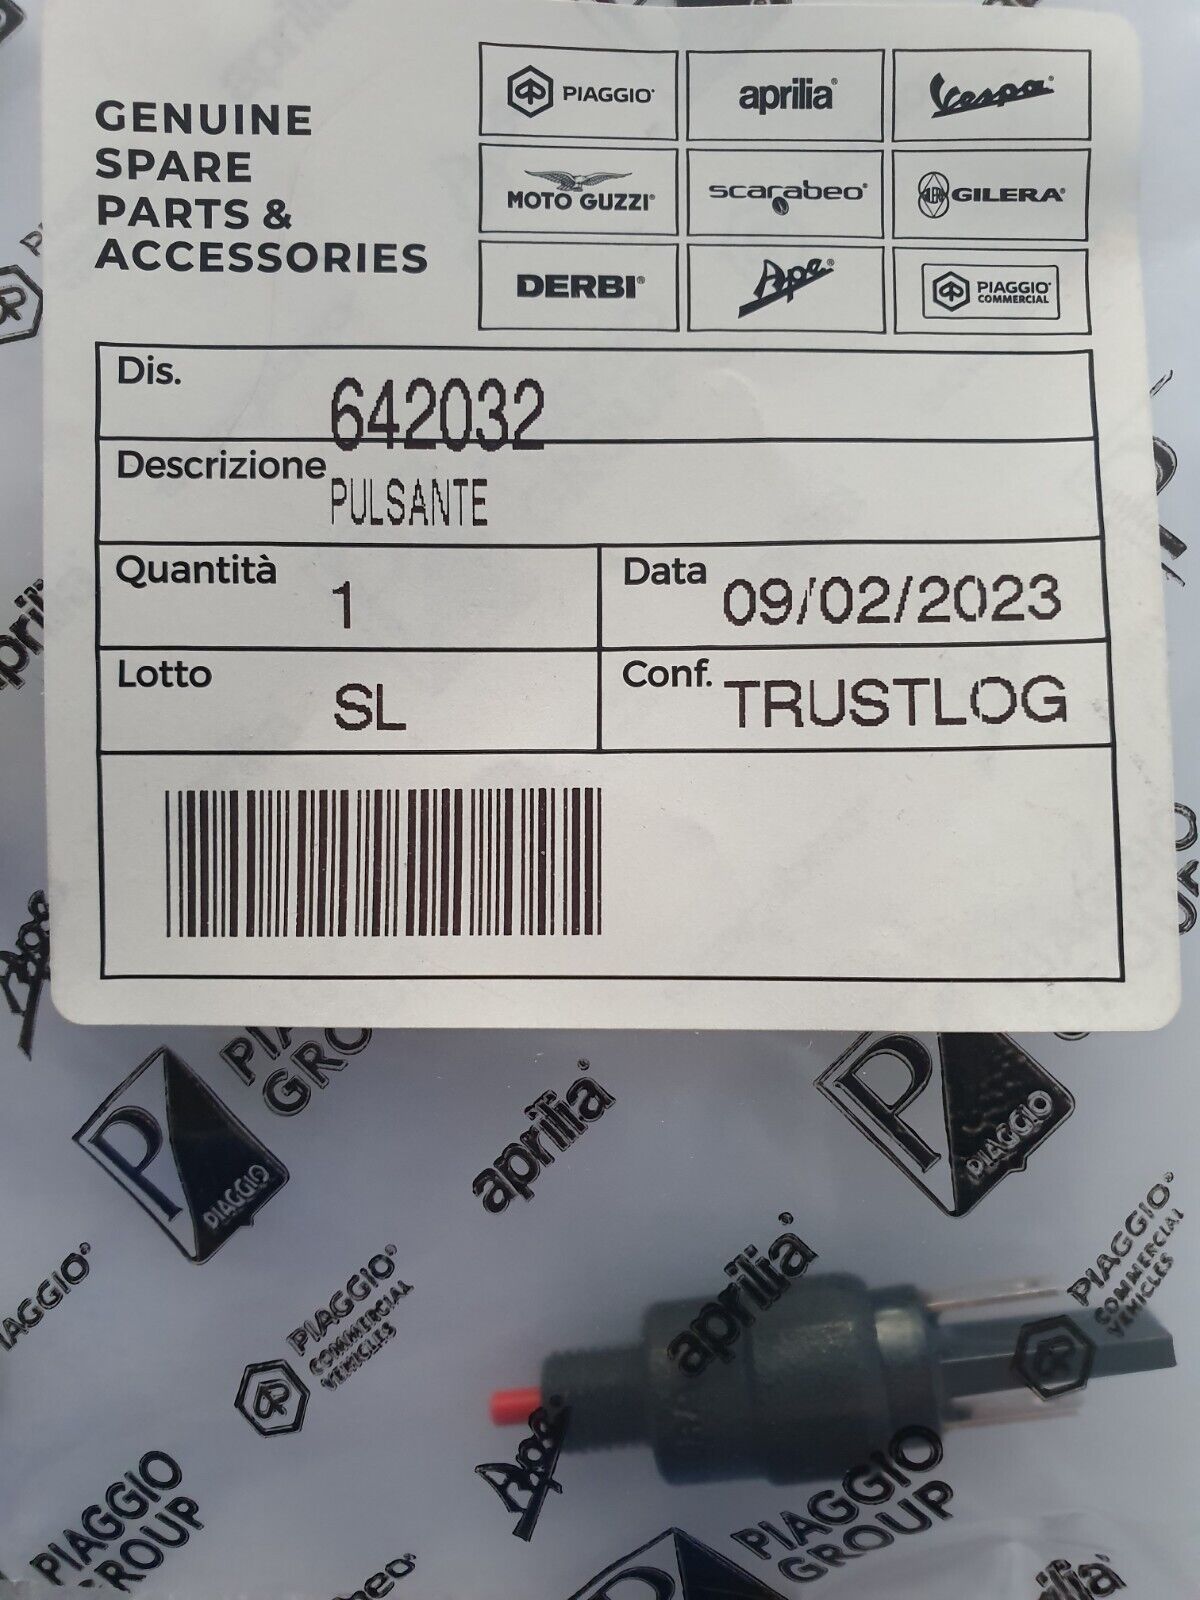 GENUINE
SPARE
PARTS &
ACCESSORIES
PIAGGIO® aprilia® Vespa®
MOTO GUZZI® scarabeo® GILERA®
DERBI® Ape® PIAGGIO®
COMMERCIAL
Dis. 642032
Descrizione PULSANTE
Quantità 1 Data 09/02/2023
Lotto SL Conf. TRUSTLOG
PIAGGIO
GROUP
aprilia®
P PIAGGIO
P PIAGGIO
aprilia®
PIAGGIO®
COMMERCIAL
VEHICLES
PIAGGIO®
COMMERCIAL
VEHICLES
Ape®
PIAGGIO
GROUP
PIAGGIO
GROUP